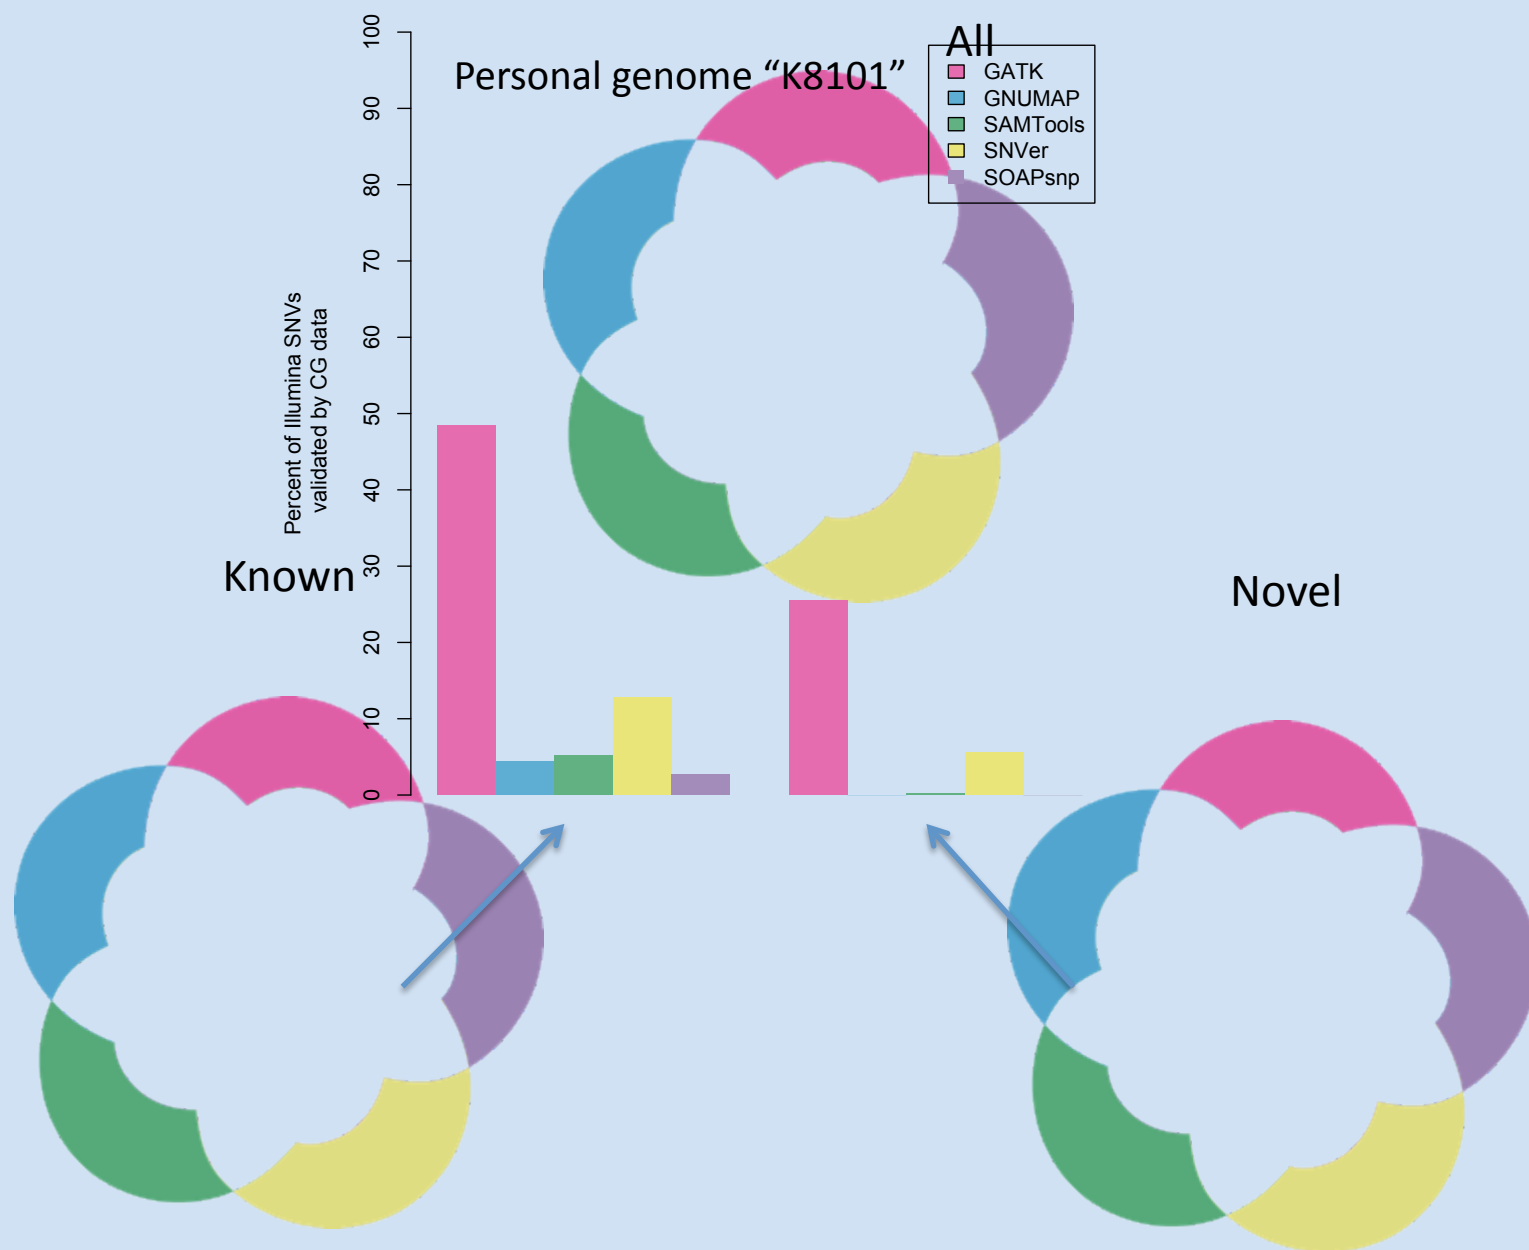 All
Personal genome “K8101”
GATK
GNUMAP
SAMTools
SNVer
SOAPsnp
100
90
80
70
60
50
40
30
20
10
0
Percent of Illumina SNVs
validated by CG data
Known
Novel